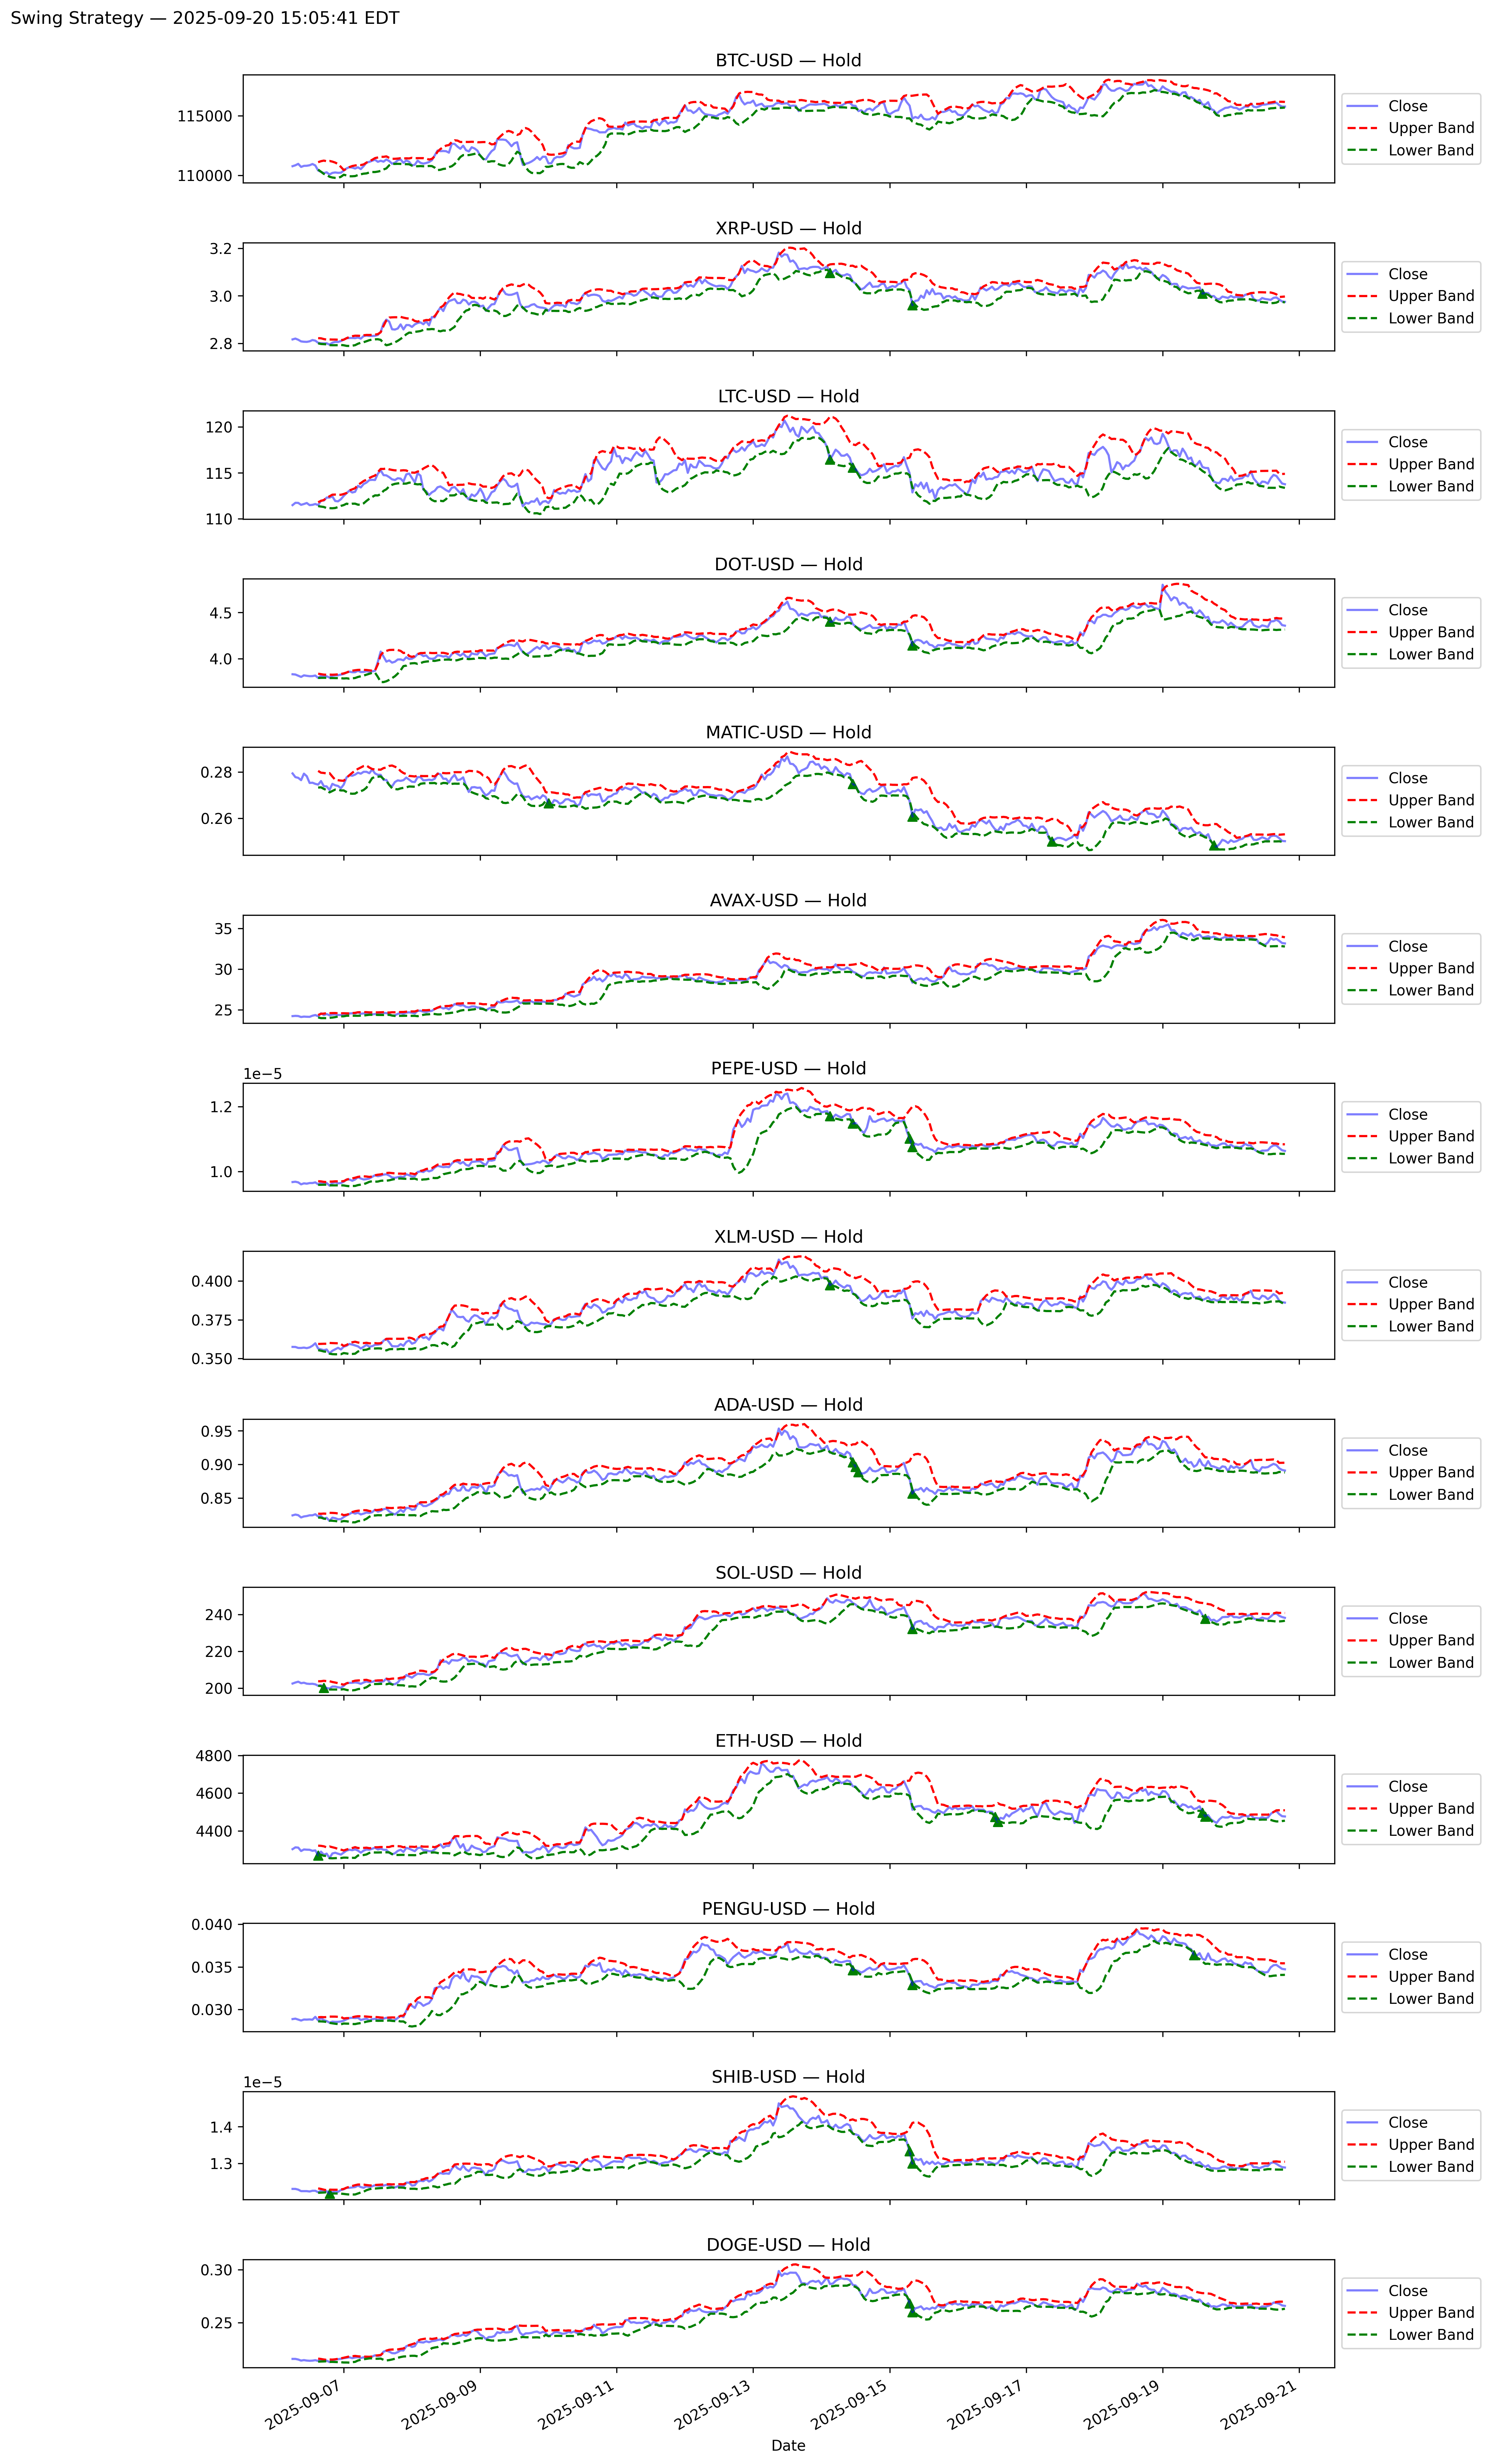 Swing Strategy — 2025-09-20 15:05:41 EDT
BTC-USD — Hold
115000
110000
Close
Upper Band
Lower Band
XRP-USD — Hold
3.2
3.0
2.8
Close
Upper Band
Lower Band
LTC-USD — Hold
120
115
110
Close
Upper Band
Lower Band
DOT-USD — Hold
4.5
4.0
Close
Upper Band
Lower Band
MATIC-USD — Hold
0.28
0.26
Close
Upper Band
Lower Band
AVAX-USD — Hold
35
30
25
Close
Upper Band
Lower Band
PEPE-USD — Hold
1e−5
1.2
1.0
Close
Upper Band
Lower Band
XLM-USD — Hold
0.400
0.375
0.350
Close
Upper Band
Lower Band
ADA-USD — Hold
0.95
0.90
0.85
Close
Upper Band
Lower Band
SOL-USD — Hold
240
220
200
Close
Upper Band
Lower Band
ETH-USD — Hold
4800
4600
4400
Close
Upper Band
Lower Band
PENGU-USD — Hold
0.040
0.035
0.030
Close
Upper Band
Lower Band
SHIB-USD — Hold
1e−5
1.4
1.3
Close
Upper Band
Lower Band
DOGE-USD — Hold
0.30
0.25
Close
Upper Band
Lower Band
2025-09-07
2025-09-09
2025-09-11
2025-09-13
2025-09-15
2025-09-17
2025-09-19
2025-09-21
Date